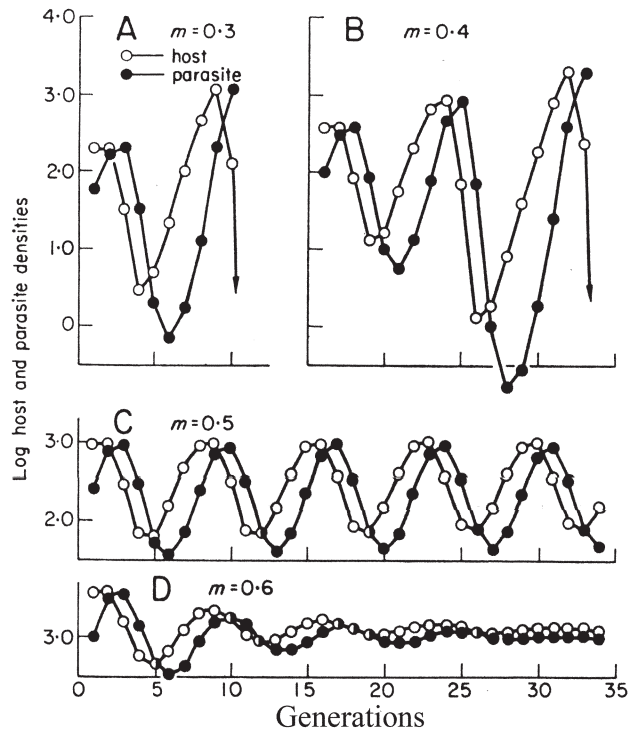 4·0
A
m=0·3
host
parasite
3·0
2·0
1·0
0
B
m=0·4
Log host and parasite densities
C
m=0·5
3·0
2·0
D
m=0·6
3·0
0 5 10 15 20 25 30 35
Generations